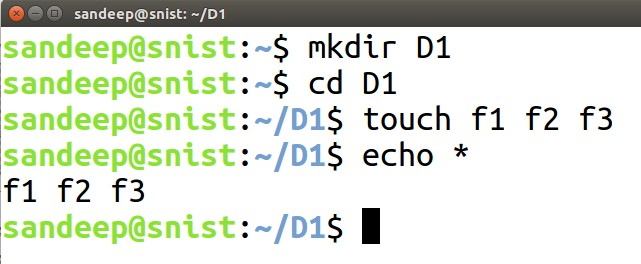 sandeep@snist: ~/D1
sandeep@snist:~$ mkdir D1
sandeep@snist:~$ cd D1
sandeep@snist:~/D1$ touch f1 f2 f3
sandeep@snist:~/D1$ echo *
f1 f2 f3
sandeep@snist:~/D1$